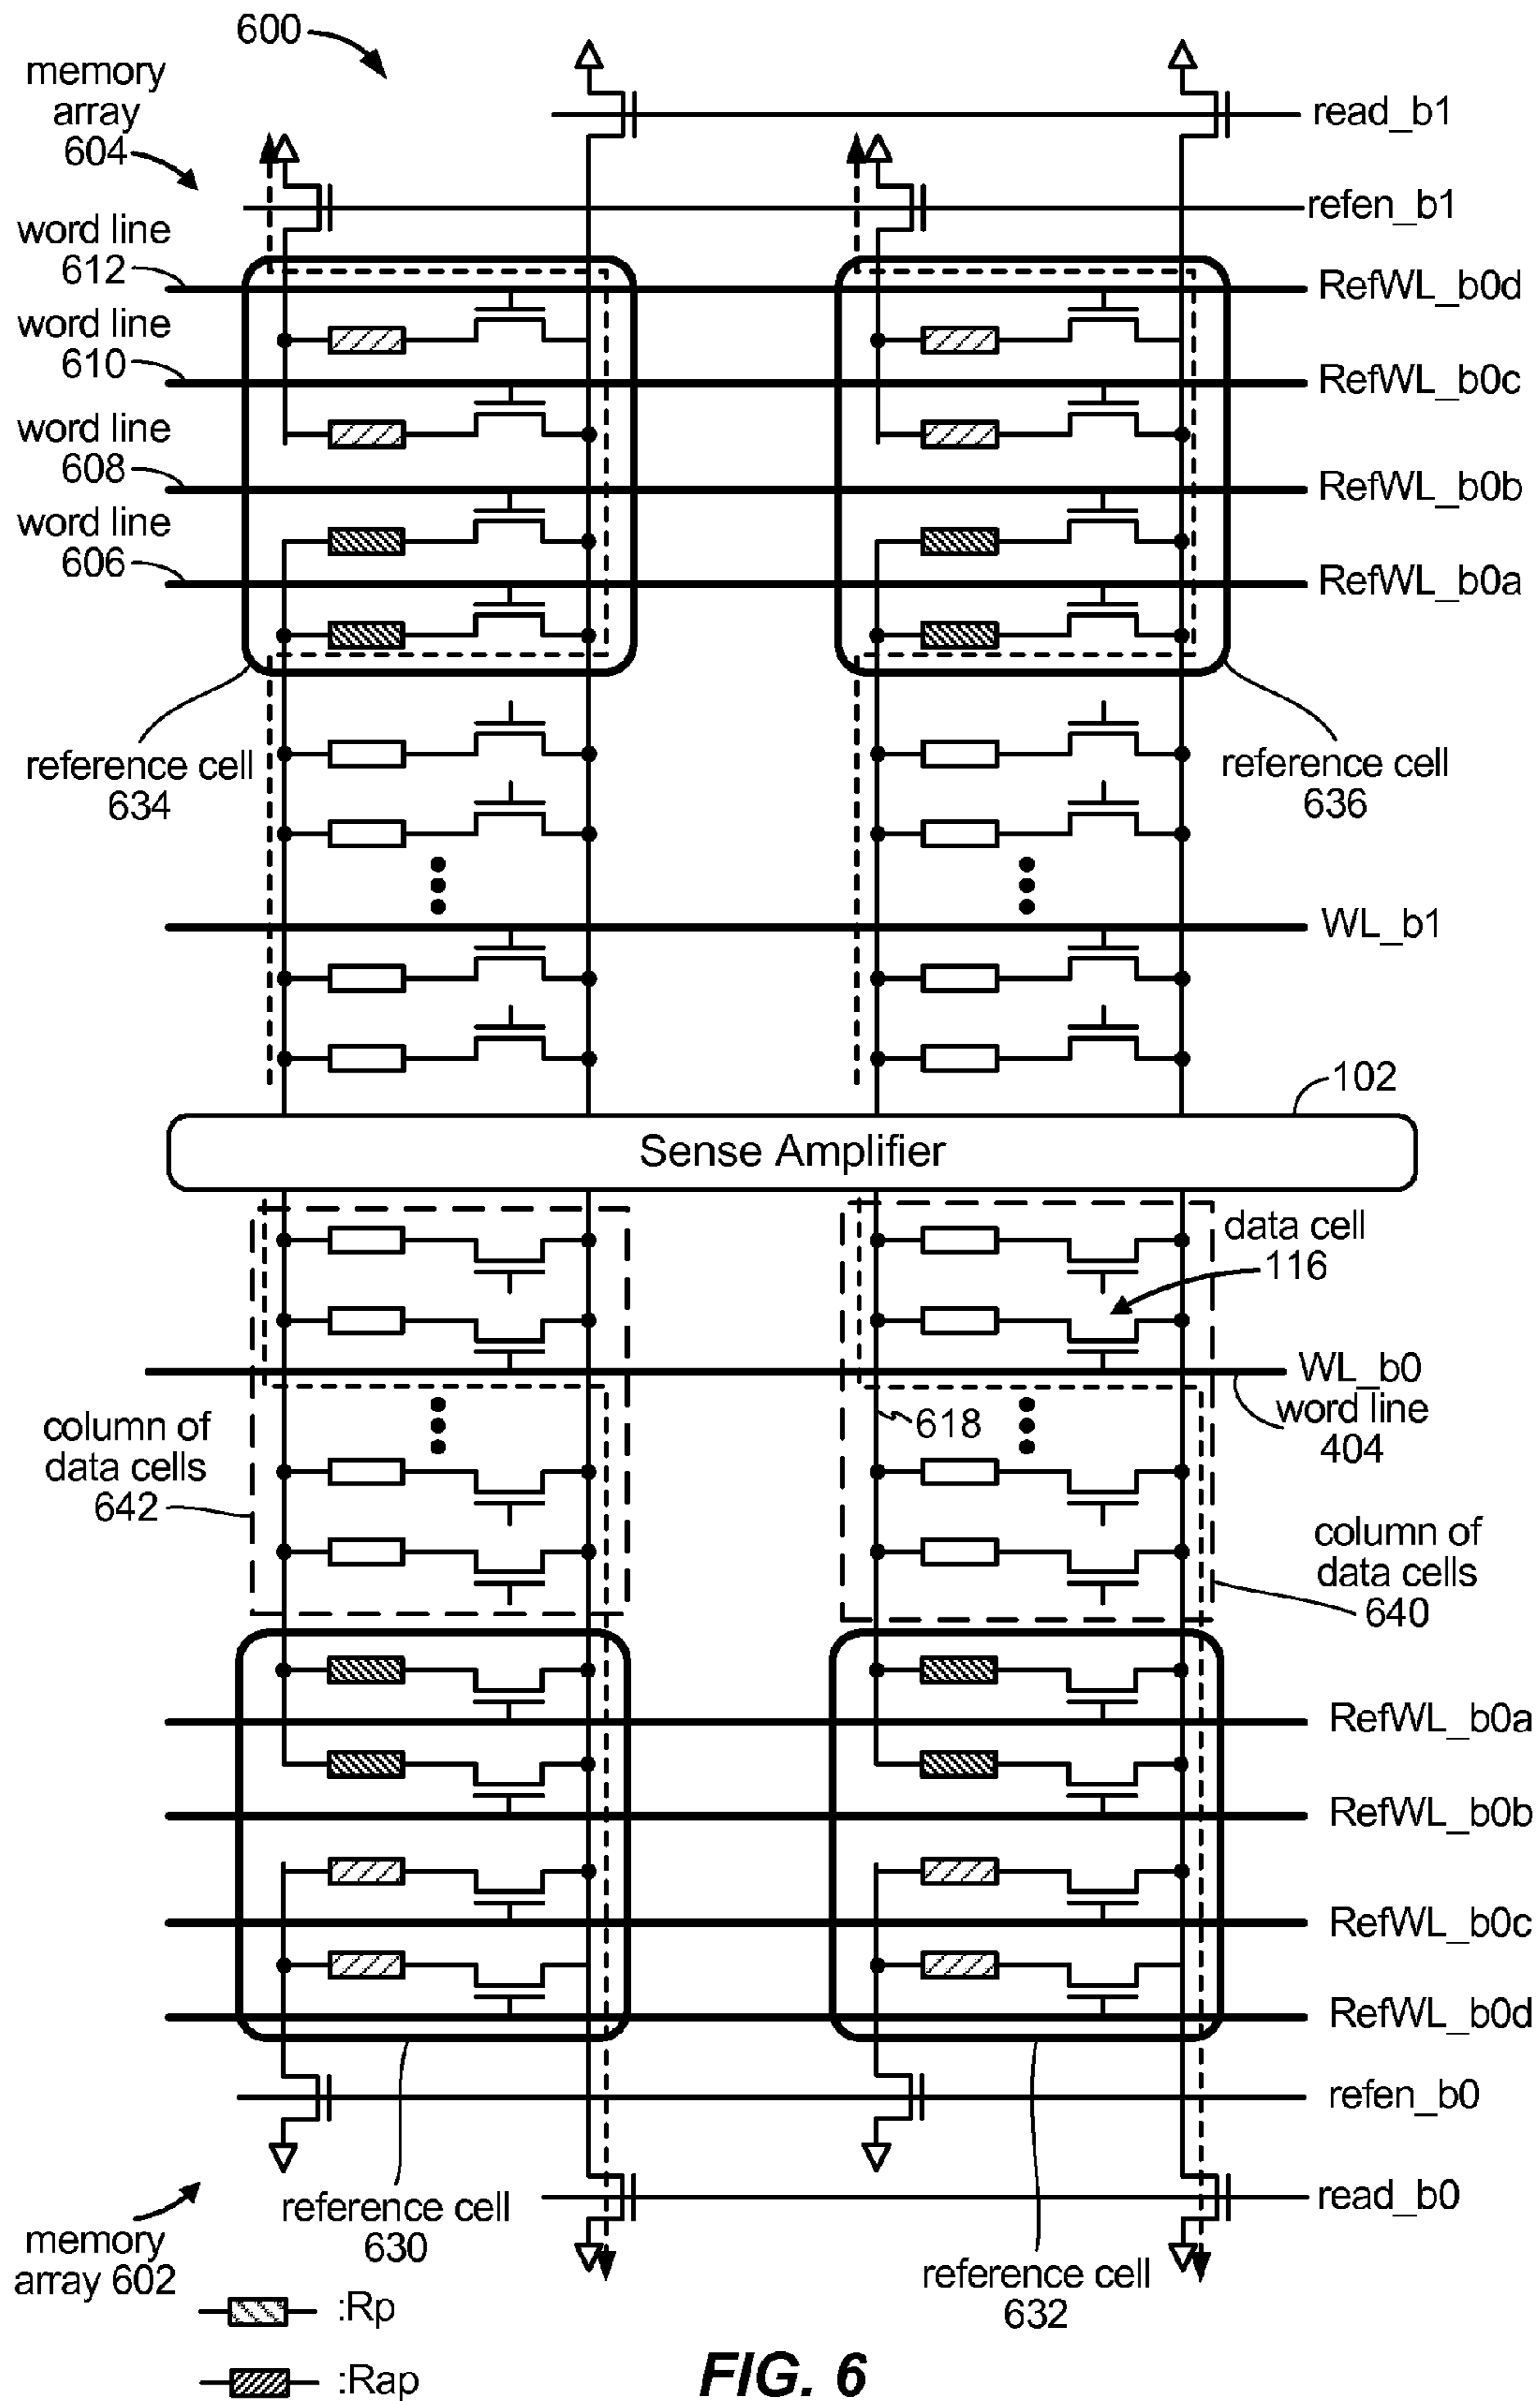 600
memory
array
604
read_b1
refen_b1
word line
612
RefWL_b0d
word line
610
RefWL_b0c
word line
608
RefWL_b0b
word line
606
RefWL_b0a
reference cell
634
reference cell
636
WL_b1
102
Sense Amplifier
data cell
116
WL_b0
word line
404
618
column of
data cells
642
column of
data cells
640
RefWL_b0a
RefWL_b0b
RefWL_b0c
RefWL_b0d
refen_b0
read_b0
reference cell
630
memory
array 602
reference cell
632
:Rp
:Rap
FIG. 6